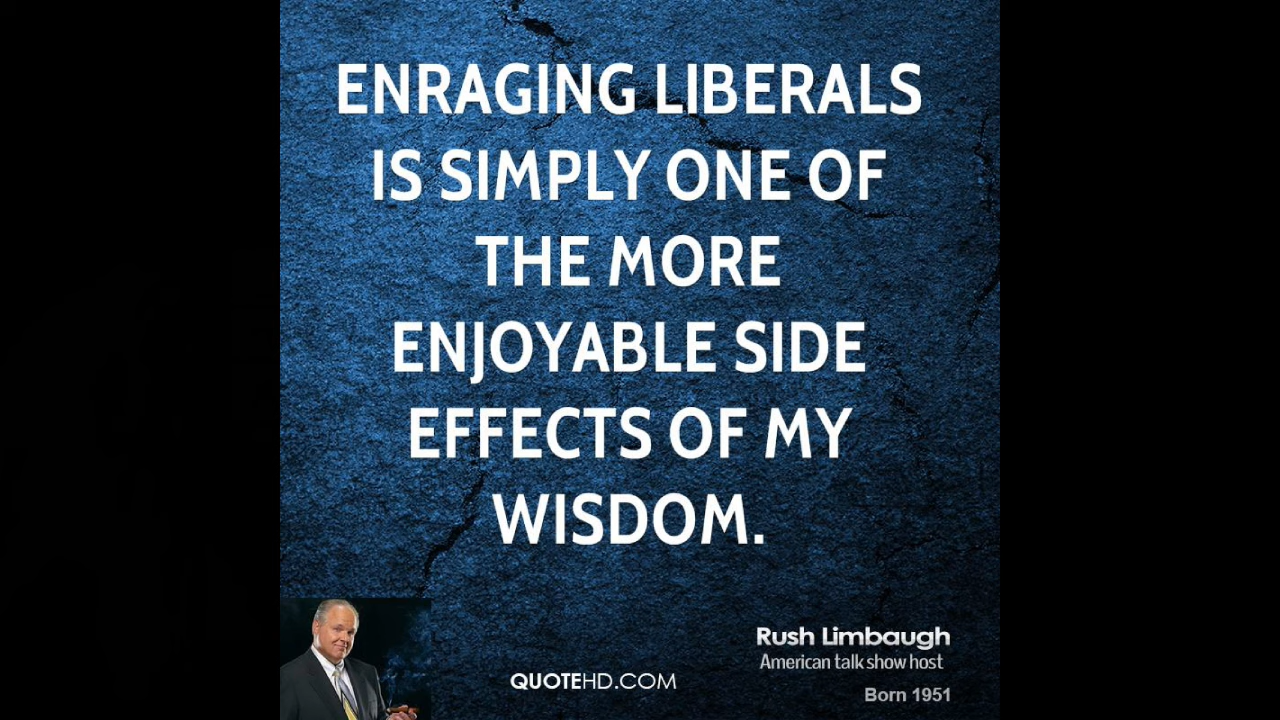 ENRAGING LIBERALS
IS SIMPLY ONE OF
THE MORE
ENJOYABLE SIDE
EFFECTS OF MY
WISDOM.
Rush Limbaugh
American talk show host
QUOTEHD.COM
Born 1951